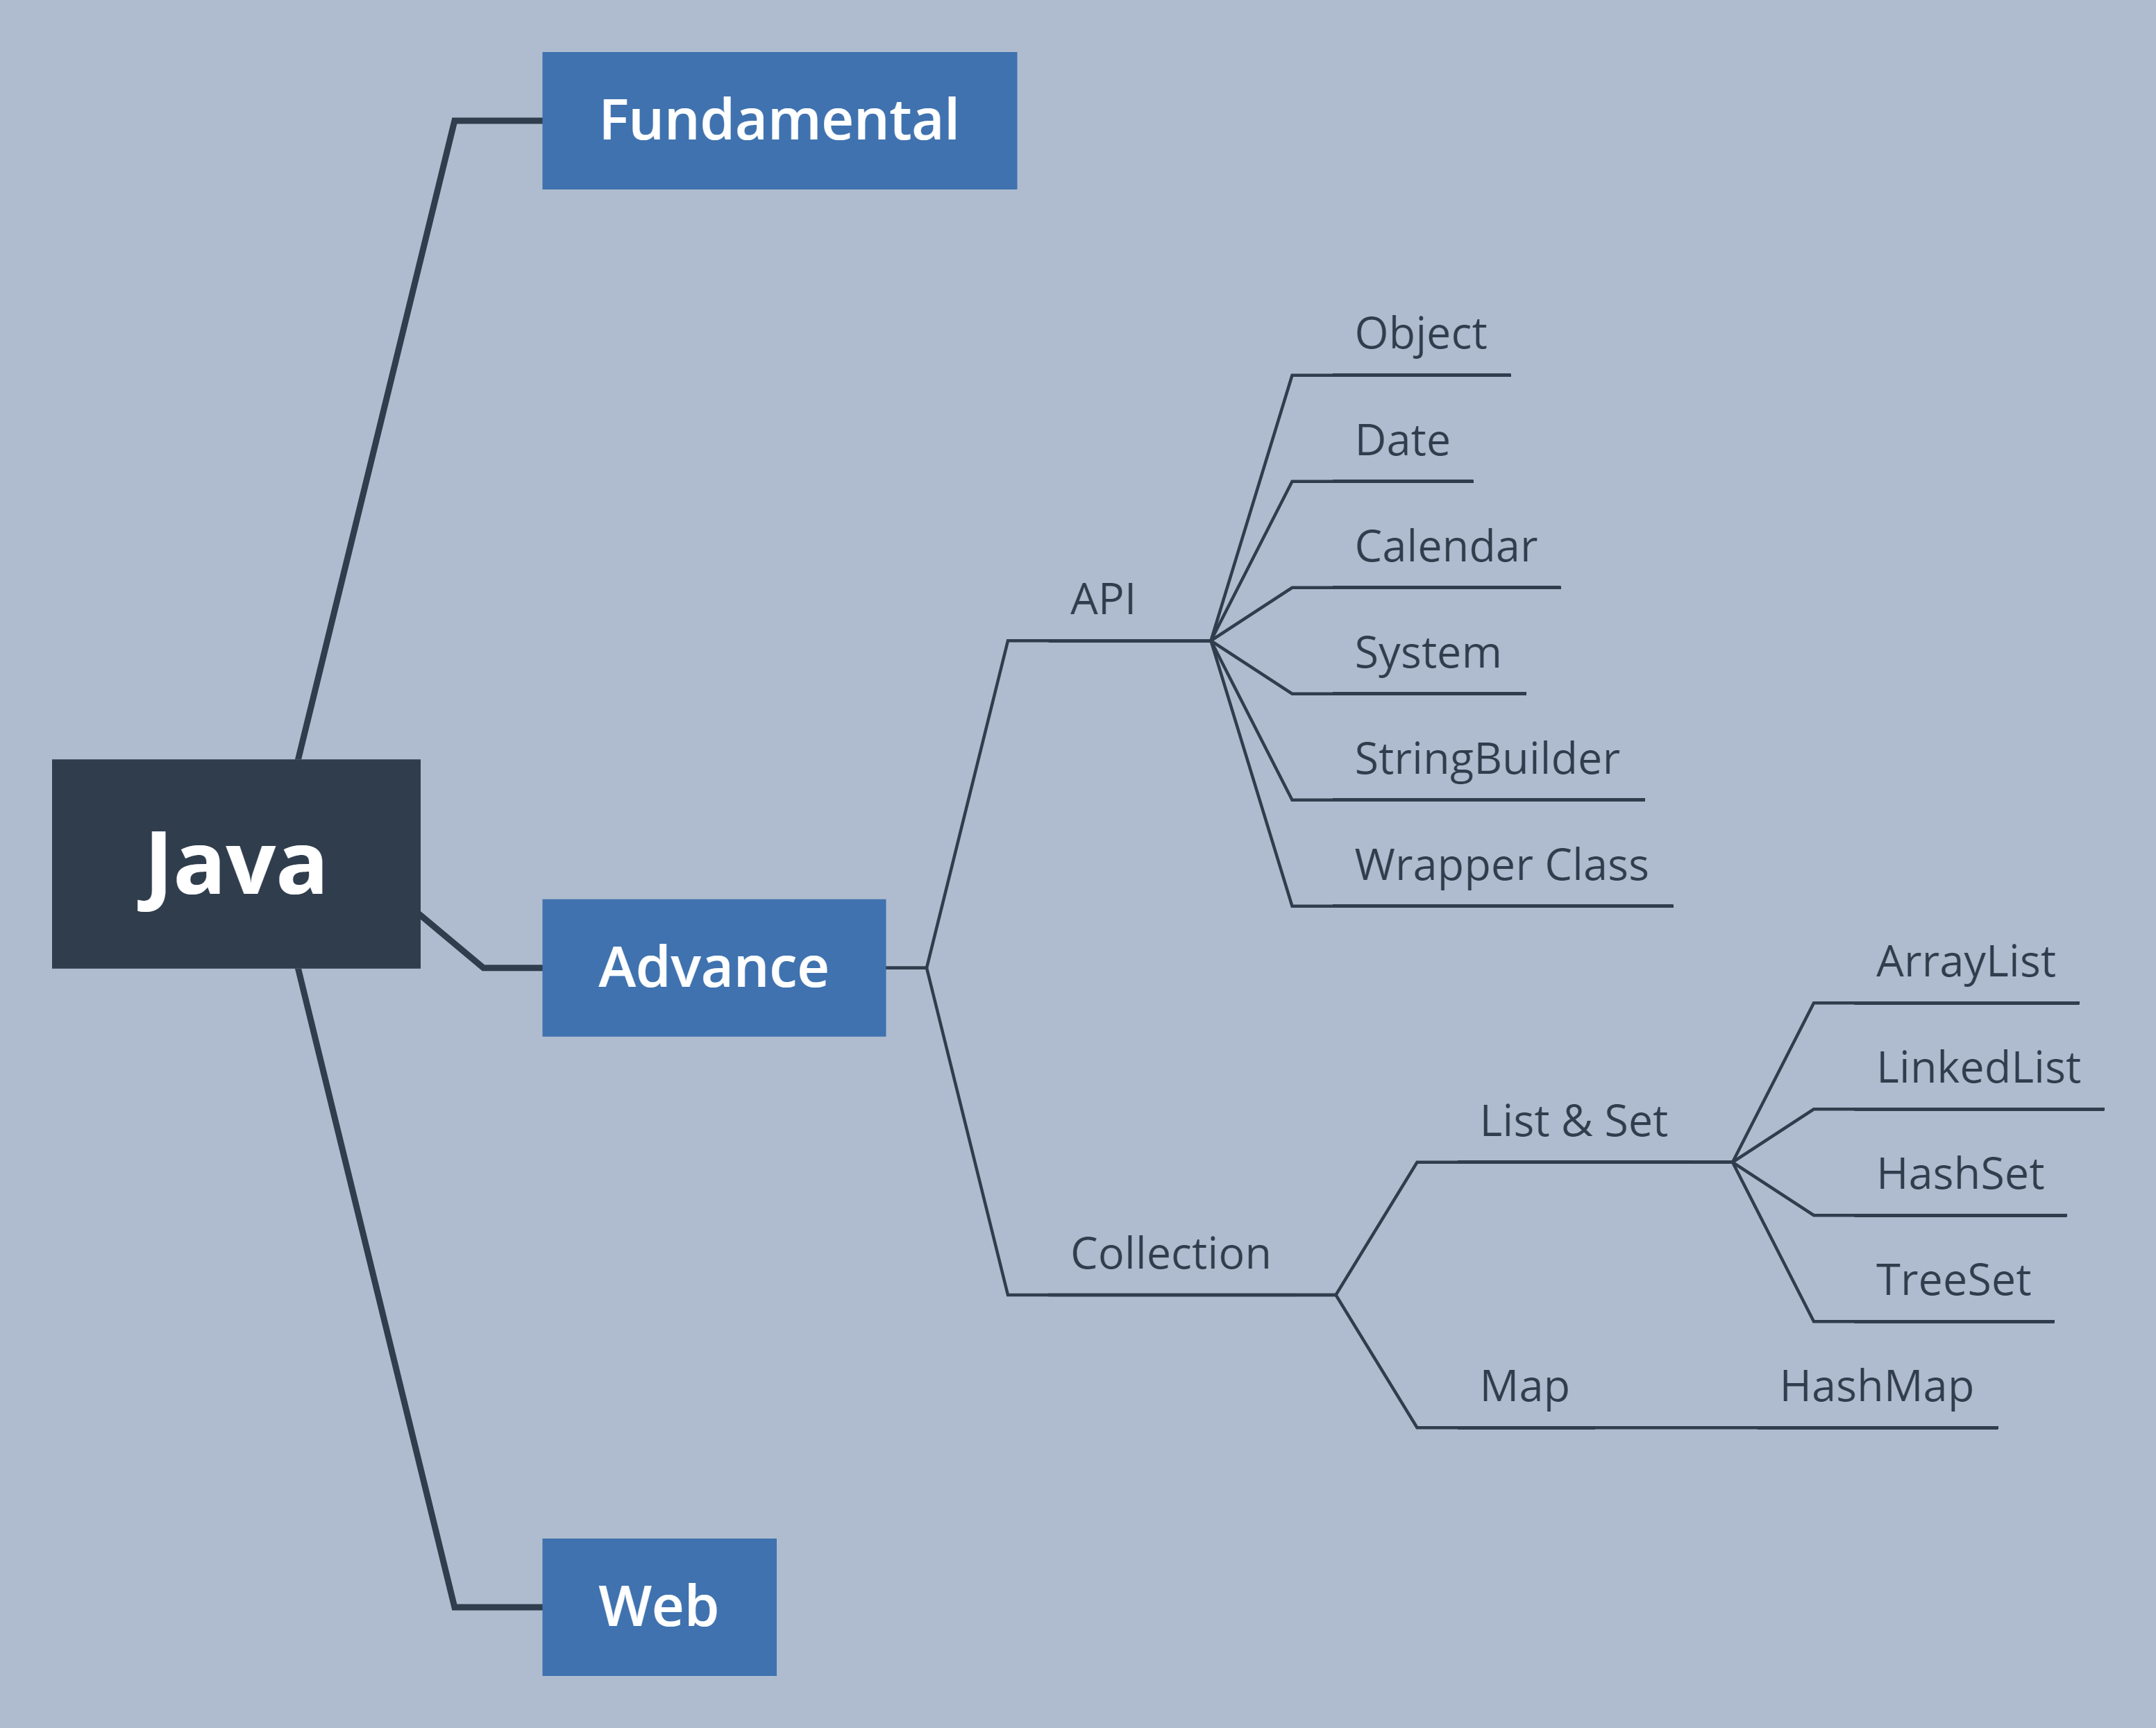 Fundamental
Object
Date
Calendar
API
System
StringBuilder
Java
Wrapper Class
Advance
ArrayList
LinkedList
List & Set
HashSet
Collection
TreeSet
Map
HashMap
Web